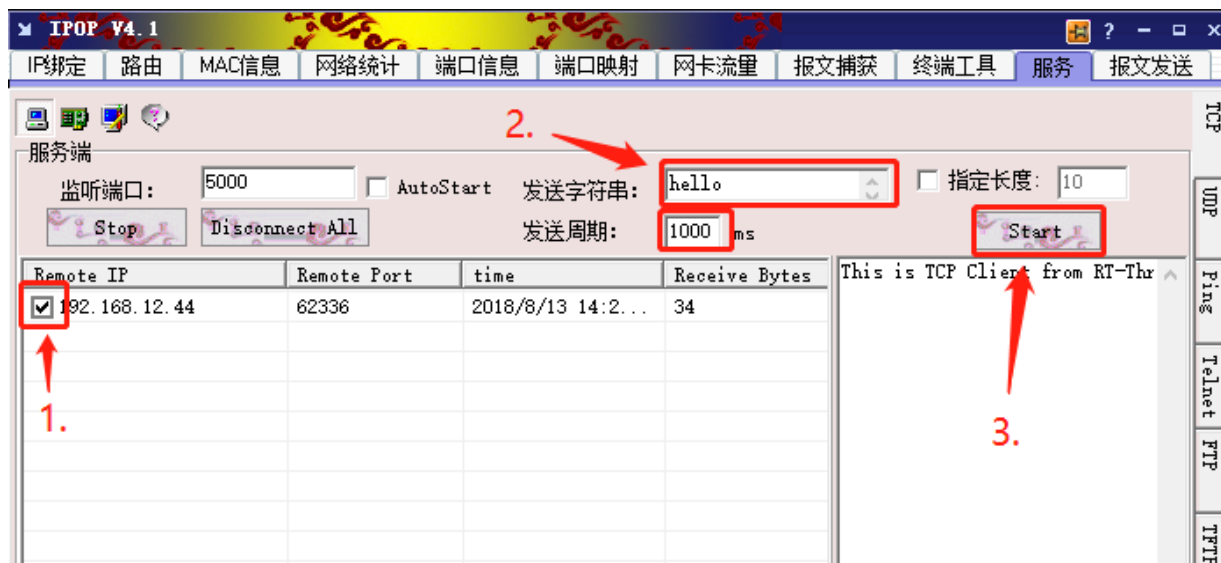 IPOP V4.1
IP绑定 路由 MAC信息 网络统计 端口信息 端口映射 网卡流量 报文捕获 终端工具 服务 报文发送
TCP
2.
服务端
监听端口: 5000 AutoStart 发送字符串: hello 指定长度: 10
Stop Disconnect All 发送周期: 1000 ms Start
UDP
Remote IP Remote Port time Receive Bytes
This is TCP Client from RT-Thr
192.168.12.44 62336 2018/8/13 14:2... 34
Ping
1.
3.
Telnet
FTP
TFTP